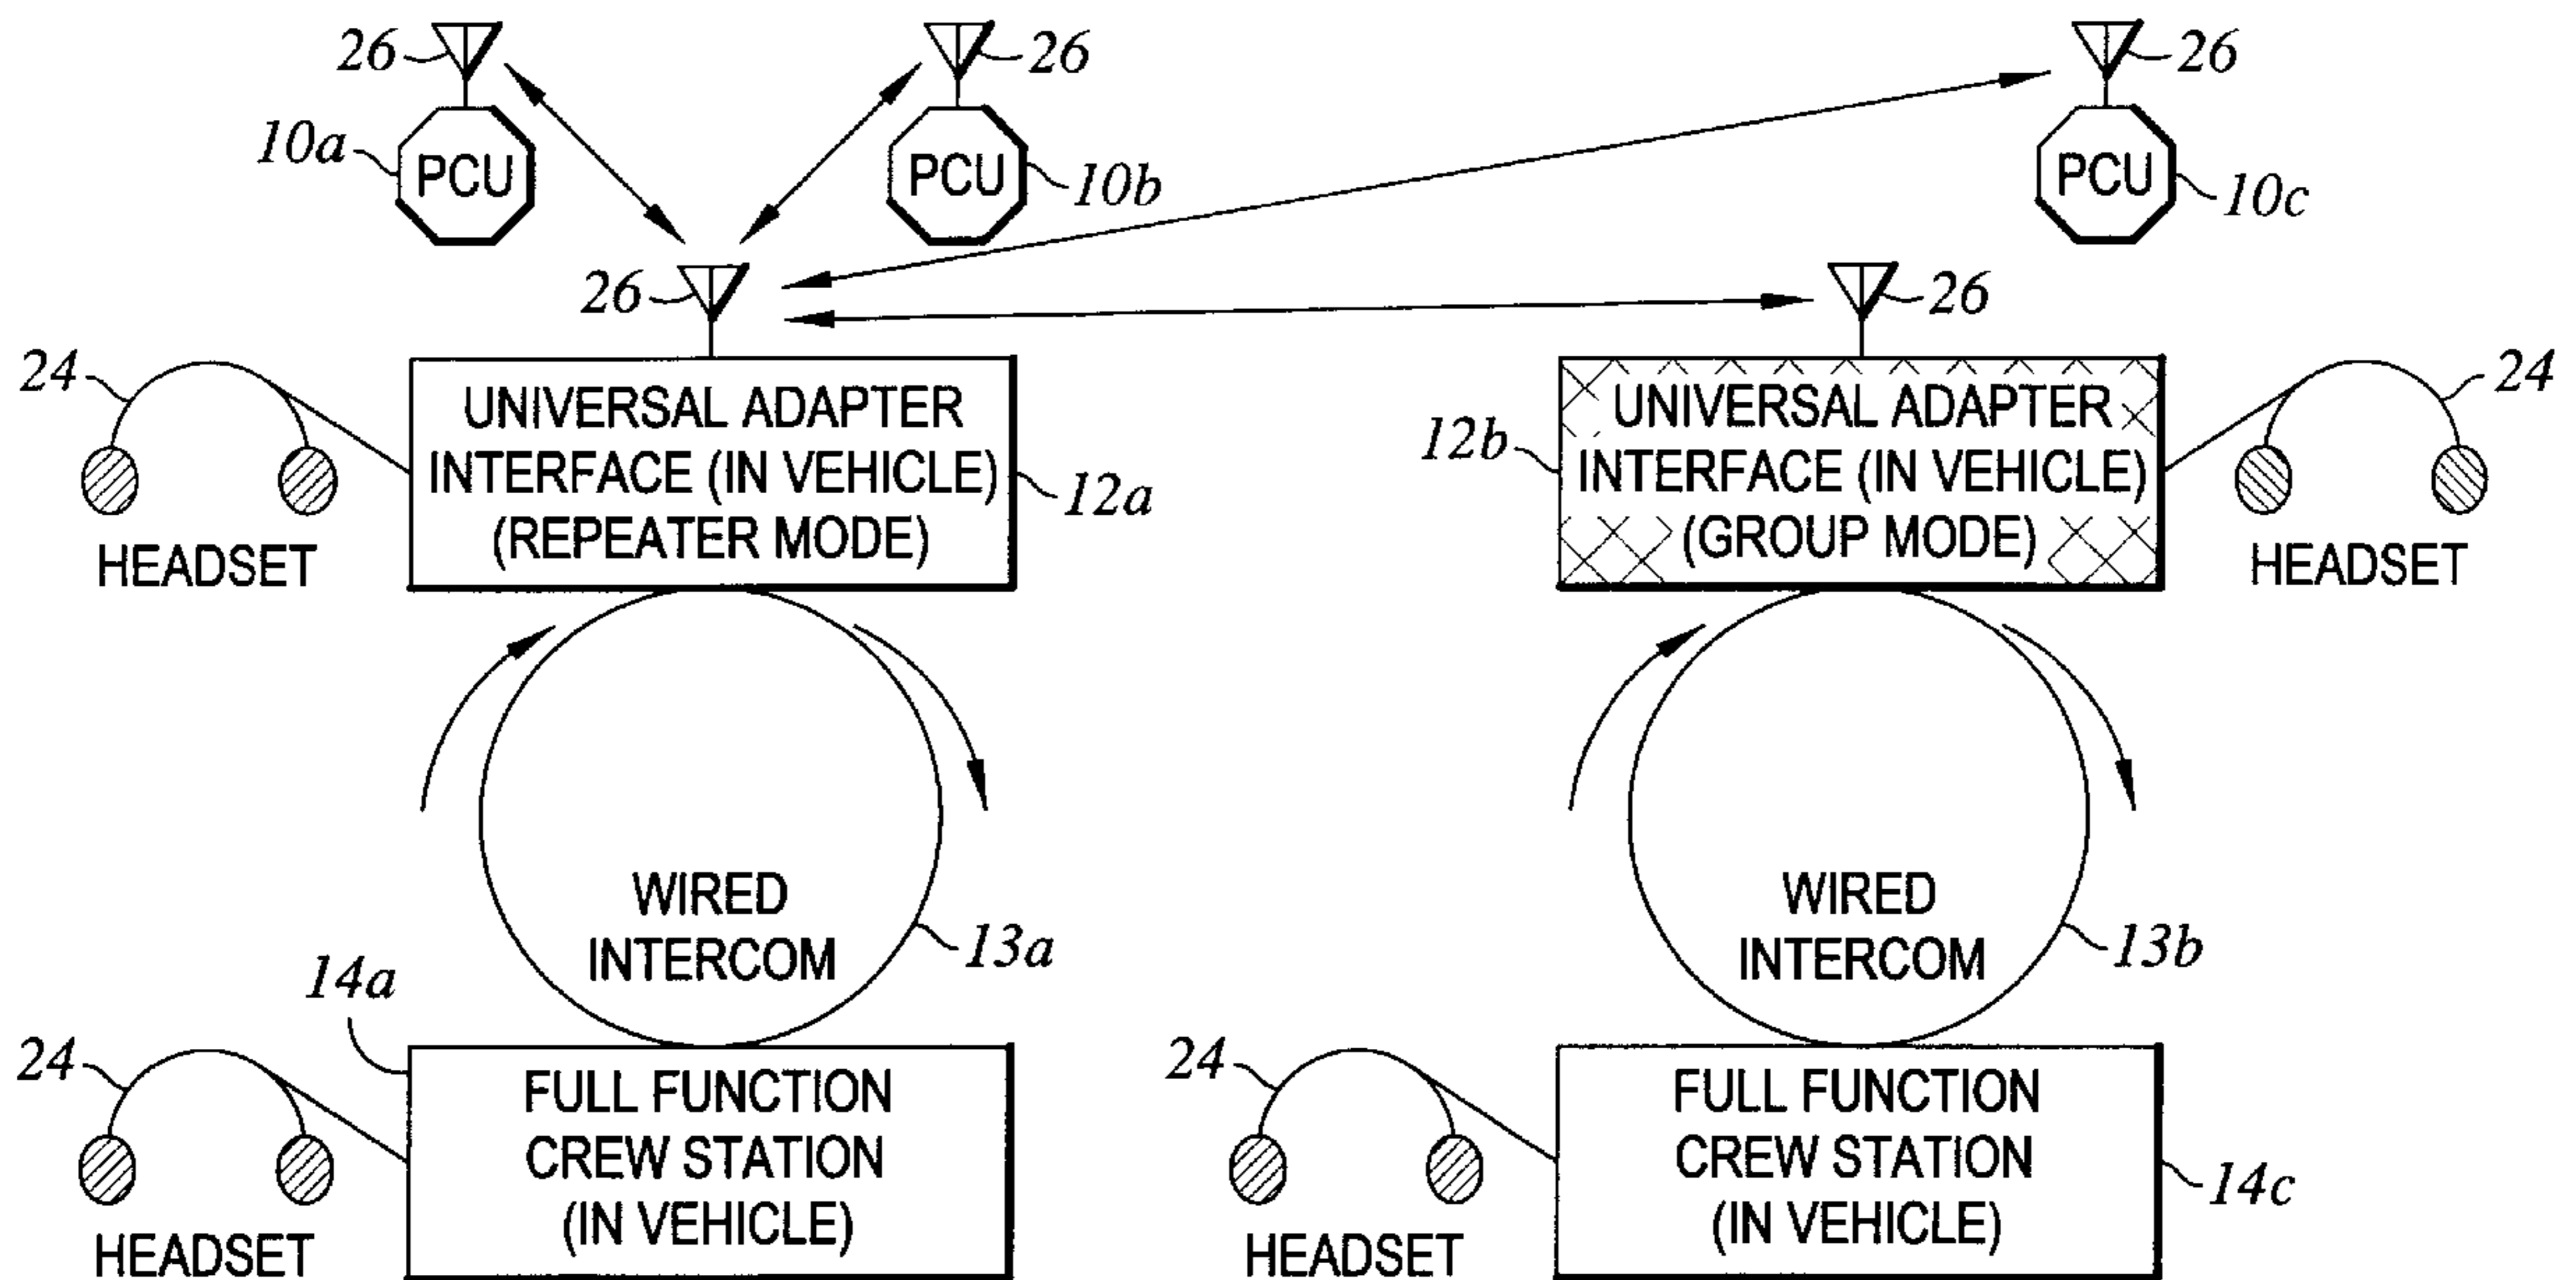 26
26
26
10a
PCU
PCU
10b
PCU
10c
26
26
24
UNIVERSAL ADAPTER
INTERFACE (IN VEHICLE)
(REPEATER MODE)
12a
HEADSET
12b
UNIVERSAL ADAPTER
INTERFACE (IN VEHICLE)
(GROUP MODE)
24
HEADSET
WIRED
INTERCOM
13a
WIRED
INTERCOM
13b
14a
24
FULL FUNCTION
CREW STATION
(IN VEHICLE)
HEADSET
24
FULL FUNCTION
CREW STATION
(IN VEHICLE)
14c
HEADSET